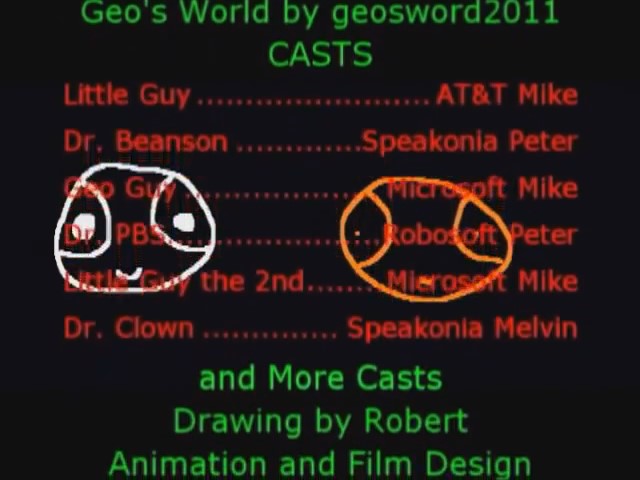 Geo's World by geosword2011
CASTS
Little Guy ........................ AT&T Mike
Dr. Beanson .............Speakonia Peter
Geo Guy .................... Microsoft Mike
Dr. PBS......................Robosoft Peter
Little Guy the 2nd........Microsoft Mike
Dr. Clown .............. Speakonia Melvin
and More Casts
Drawing by Robert
Animation and Film Design